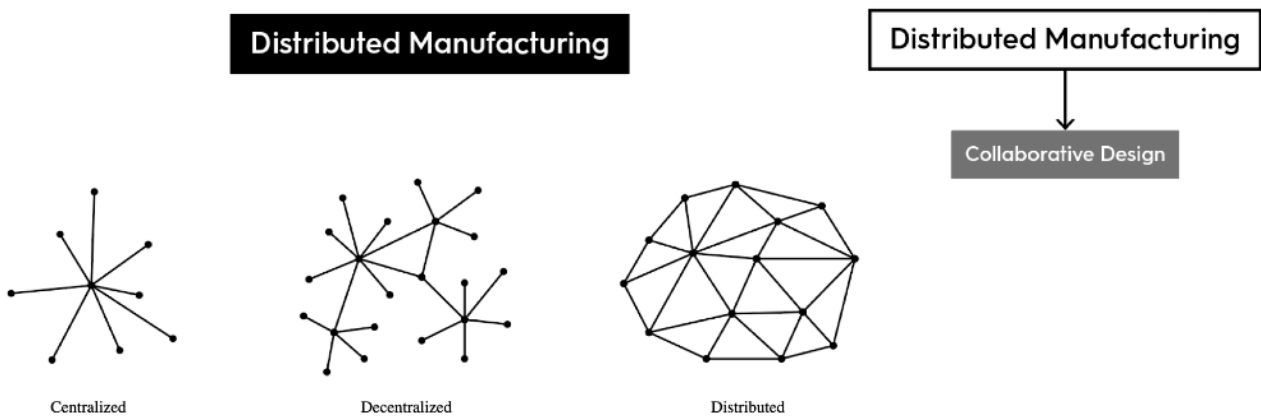 Distributed Manufacturing
Distributed Manufacturing
Collaborative Design
Centralized
Decentralized
Distributed